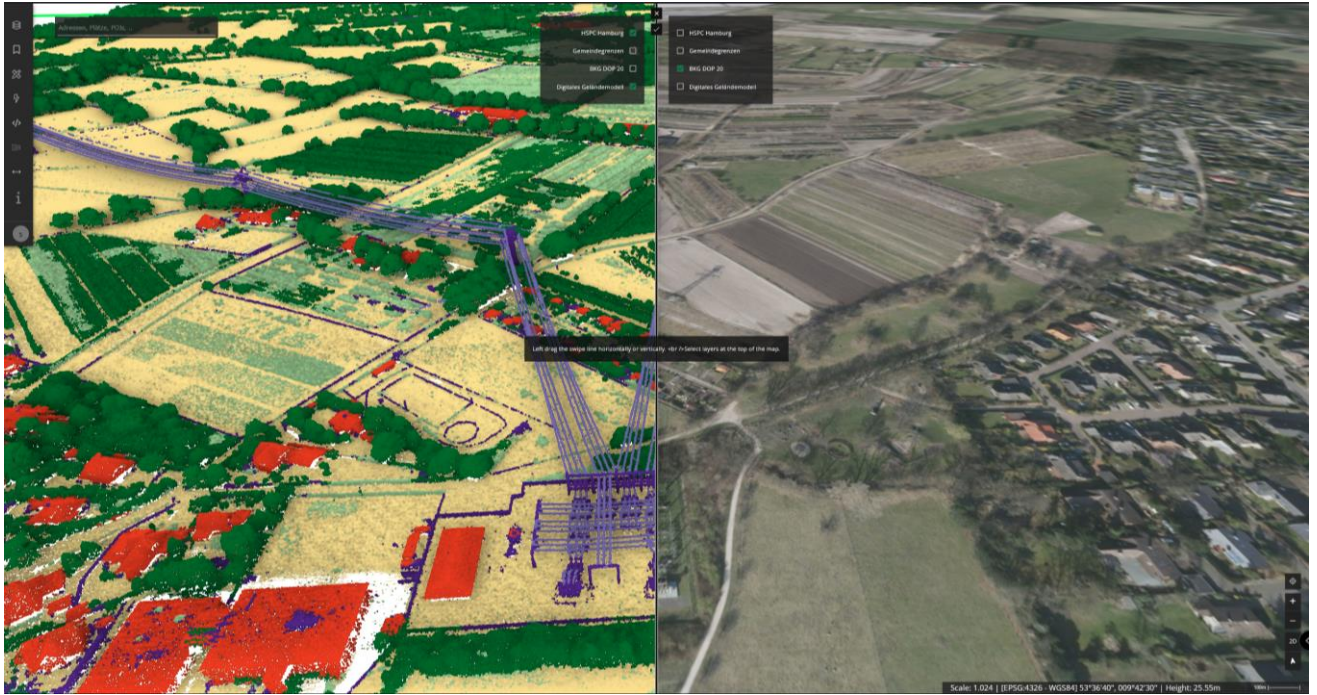 Adressen, Plätze, POIs, ..
HSPC Hamburg
Gemeindegrenzen
BKG DOP 20
Digitales Geländemodell
HSPC Hamburg
Gemeindegrenzen
BKG DOP 20
Digitales Geländemodell
Left drag the swipe line horizontally or vertically. <br />Select layers at the top of the map.
2D
Scale: 1.024 | [EPSG:4326 - WGS84] 53°36'40", 009°42'30" | Height: 25.55m